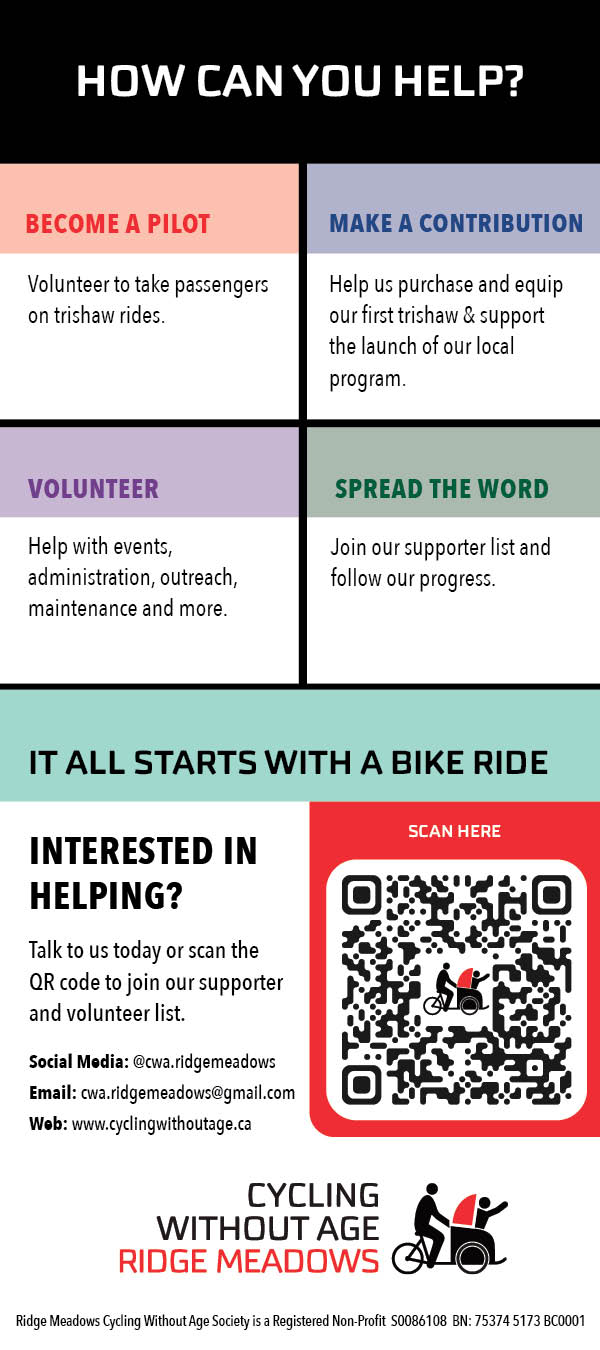 HOW CAN YOU HELP?
BECOME A PILOT
Volunteer to take passengers
on trishaw rides.
MAKE A CONTRIBUTION
Help us purchase and equip
our first trishaw & support
the launch of our local
program.
VOLUNTEER
Help with events,
administration, outreach,
maintenance and more.
SPREAD THE WORD
Join our supporter list and
follow our progress.
IT ALL STARTS WITH A BIKE RIDE
INTERESTED IN
HELPING?
Talk to us today or scan the
QR code to join our supporter
and volunteer list.
Social Media: @cwa.ridgemeadows
Email: cwa.ridgemeadows@gmail.com
Web: www.cyclingwithoutage.ca
SCAN HERE
CYCLING
WITHOUT AGE
RIDGE MEADOWS
Ridge Meadows Cycling Without Age Society is a Registered Non-Profit S0086108 BN: 75374 5173 BC0001